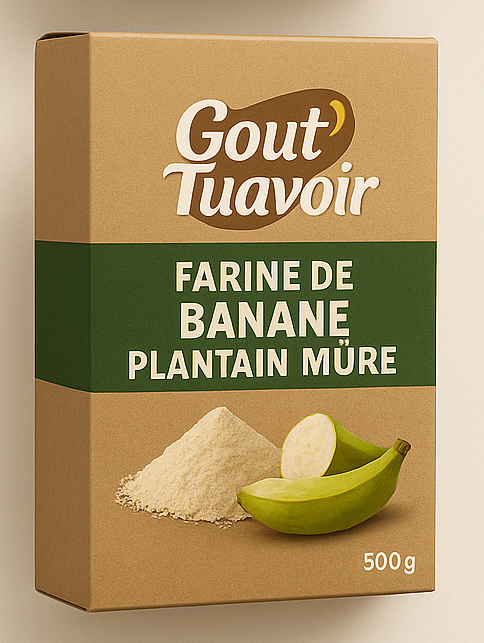 Gout'
Tuavoir
FARINE DE
BANANE
PLANTAIN MÜRE
500g